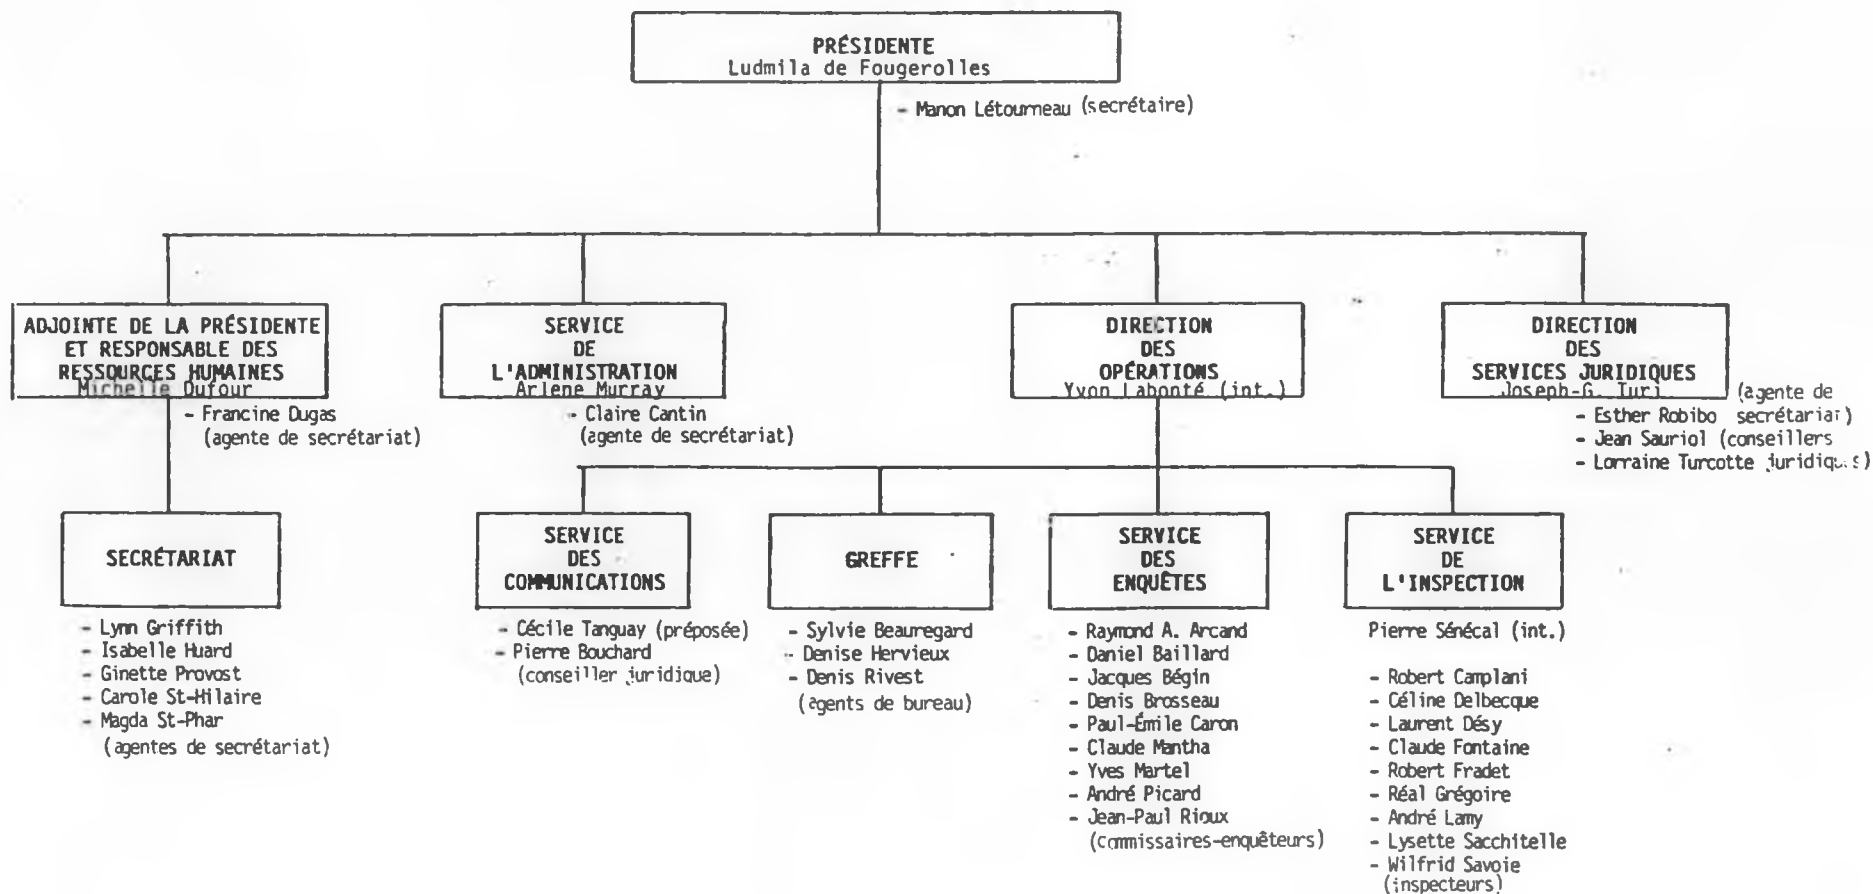 PRÉSIDENTE
Ludmila de Fougerolles
- Manon Létourneau (secrétaire)
ADJOINTE DE LA PRÉSIDENTE
ET RESPONSABLE DES
RESSOURCES HUMAINES
Michelle Dufour
- Francine Dugas
(agente de secrétariat)
SERVICE
DE
L'ADMINISTRATION
Arlene Murray
- Claire Cantin
(agente de secrétariat)
DIRECTION
DES
OPÉRATIONS
Yvon Labonté (int.)
DIRECTION
DES
SERVICES JURIDIQUES
Joseph-G. Turi
(agente de
- Esther Robibo secrétariat)
- Jean Sauriol (conseillers
- Lorraine Turcotte juridiques)
SECRÉTARIAT
- Lynn Griffith
- Isabelle Huard
- Ginette Provost
- Carole St-Hilaire
- Magda St-Phar
(agentes de secrétariat)
SERVICE
DES
COMMUNICATIONS
- Cécile Tanguay (préposée)
- Pierre Bouchard
(conseiller juridique)
GREFFE
- Sylvie Beauregard
- Denise Hervieux
- Denis Rivest
(agents de bureau)
SERVICE
DES
ENQUÊTES
- Raymond A. Arcand
- Daniel Baillard
- Jacques Bégin
- Denis Brosseau
- Paul-Émile Caron
- Claude Mantha
- Yves Martel
- André Picard
- Jean-Paul Rioux
(commissaires-enquêteurs)
SERVICE
DE
L'INSPECTION
Pierre Sénécal (int.)
- Robert Camplani
- Céline Delbecque
- Laurent Désy
- Claude Fontaine
- Robert Fradet
- Réal Grégoire
- André Lamy
- Lysette Sacchitelle
- Wilfrid Savoie
(inspecteurs)